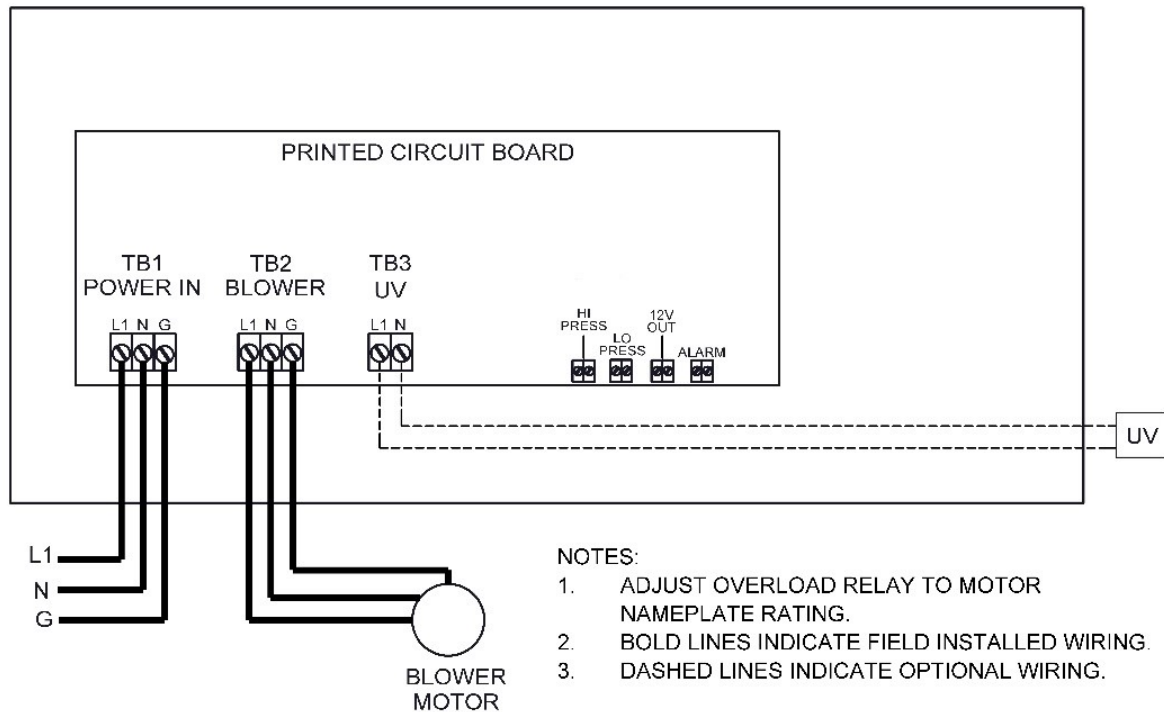 PRINTED CIRCUIT BOARD
TB1
POWER IN
TB2
BLOWER
TB3
UV
L1 N G
L1 N G
L1 N
HI
PRESS
LO
PRESS
12V
OUT
ALARM
UV
L1
N
G
BLOWER
MOTOR
NOTES:
1. ADJUST OVERLOAD RELAY TO MOTOR
NAMEPLATE RATING.
2. BOLD LINES INDICATE FIELD INSTALLED WIRING.
3. DASHED LINES INDICATE OPTIONAL WIRING.